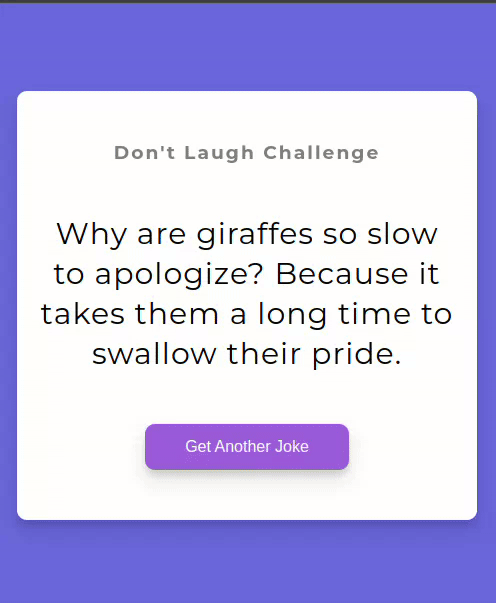 Don't Laugh Challenge
Why are giraffes so slow
to apologize? Because it
takes them a long time to
swallow their pride.
Get Another Joke